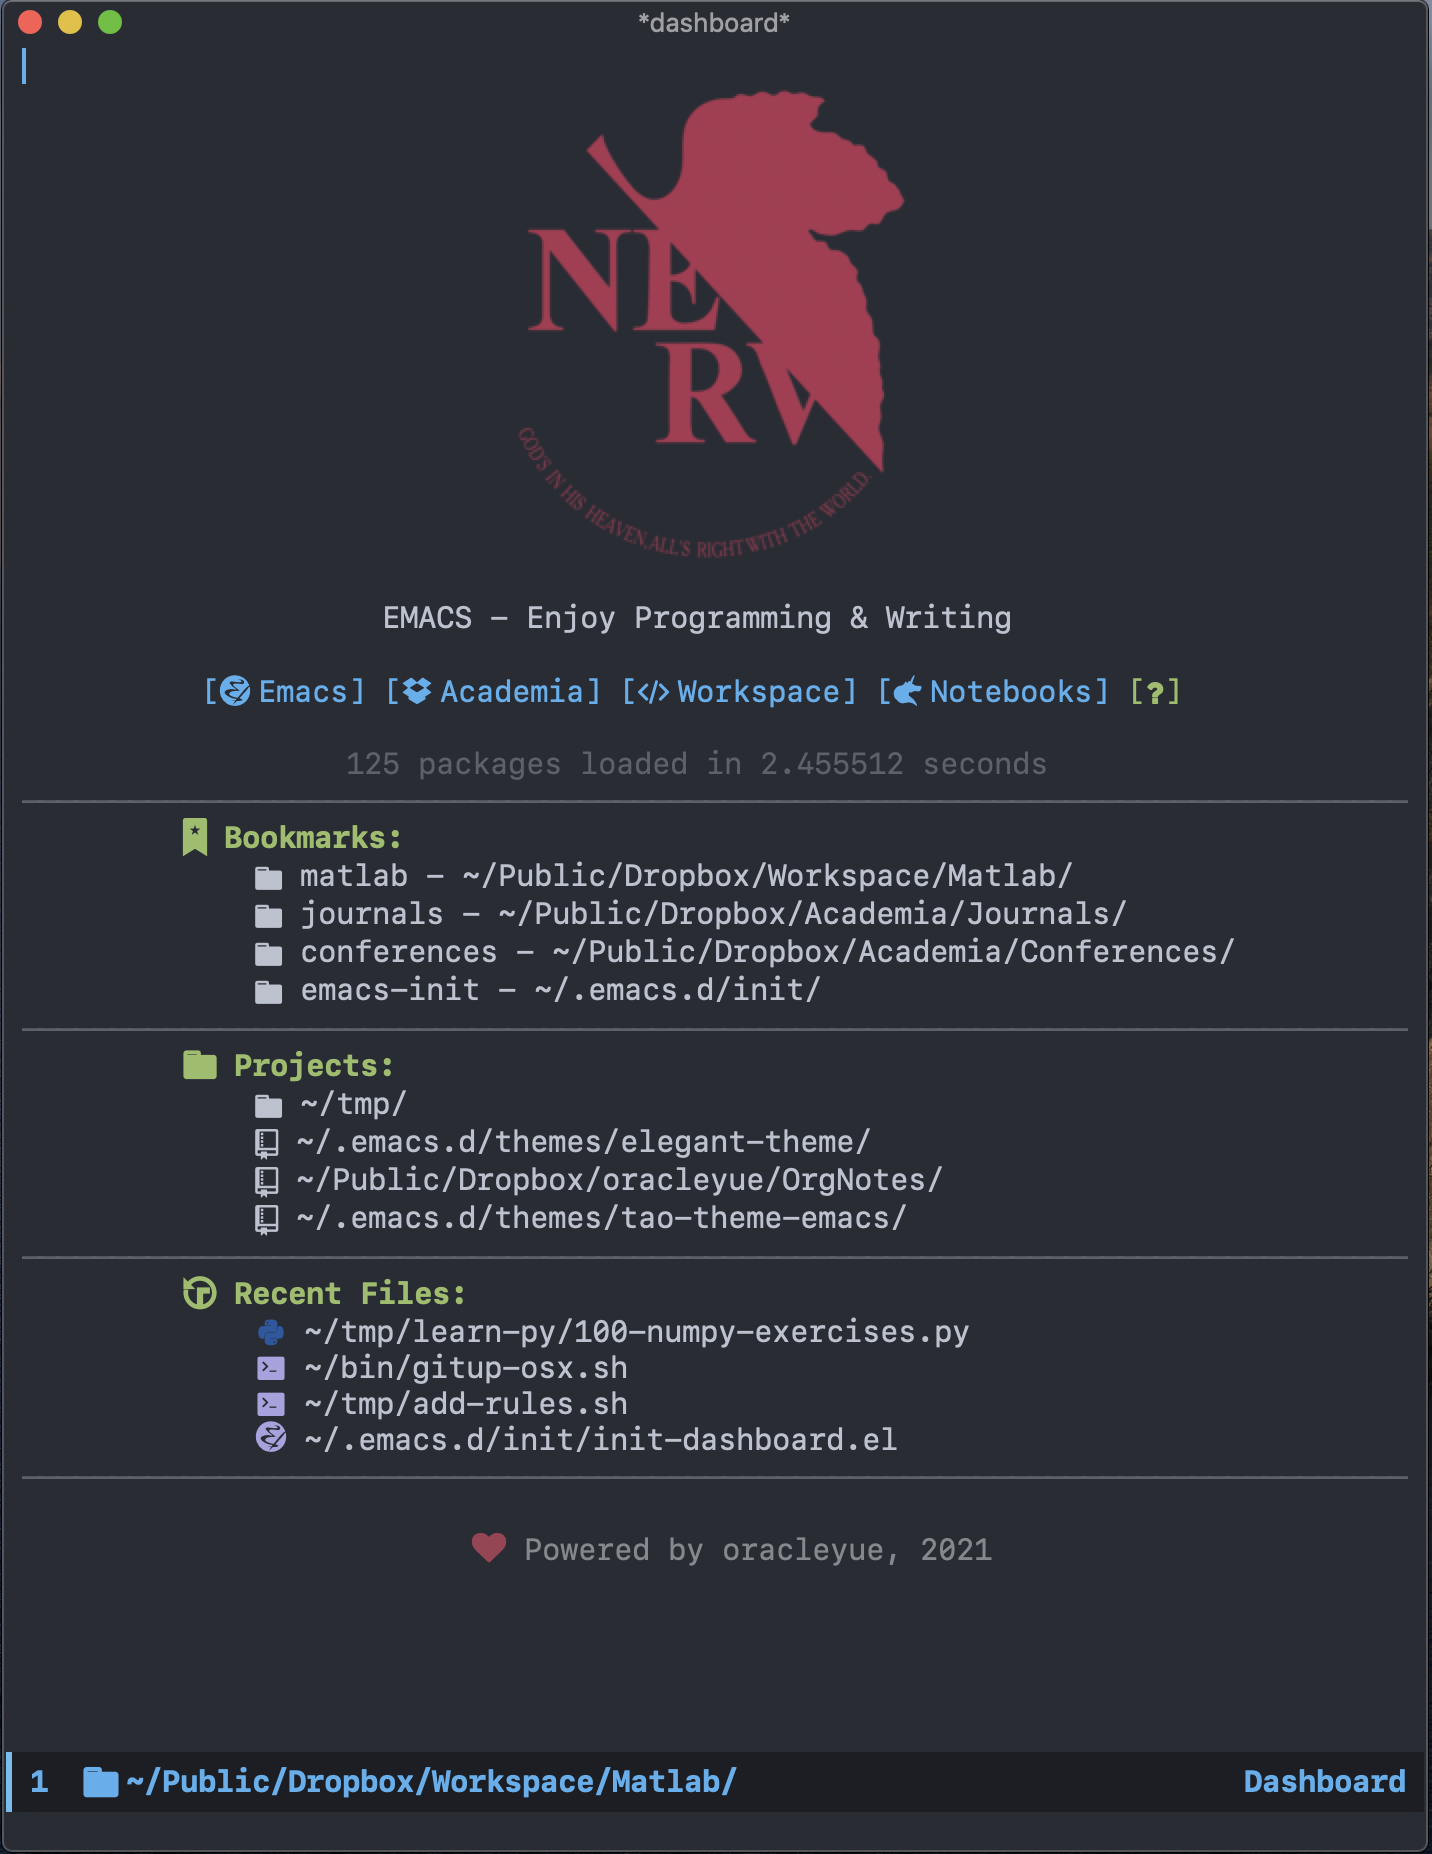 *dashboard*
NE
RV
GOD'S IN HIS HEAVEN, ALL'S RIGHT WITH THE WORLD.
EMACS — Enjoy Programming & Writing
[Emacs] [Academia] [</> Workspace] [Notebooks] [?]
125 packages loaded in 2.455512 seconds
Bookmarks:
matlab — ~/Public/Dropbox/Workspace/Matlab/
journals — ~/Public/Dropbox/Academia/Journals/
conferences — ~/Public/Dropbox/Academia/Conferences/
emacs-init — ~/.emacs.d/init/
Projects:
~/tmp/
~/.emacs.d/themes/elegant-theme/
~/Public/Dropbox/oracleyue/OrgNotes/
~/.emacs.d/themes/tao-theme-emacs/
Recent Files:
~/tmp/learn-py/100-numpy-exercises.py
~/bin/gitup-osx.sh
~/tmp/add-rules.sh
~/.emacs.d/init/init-dashboard.el
Powered by oracleyue, 2021
1 ~/Public/Dropbox/Workspace/Matlab/ Dashboard